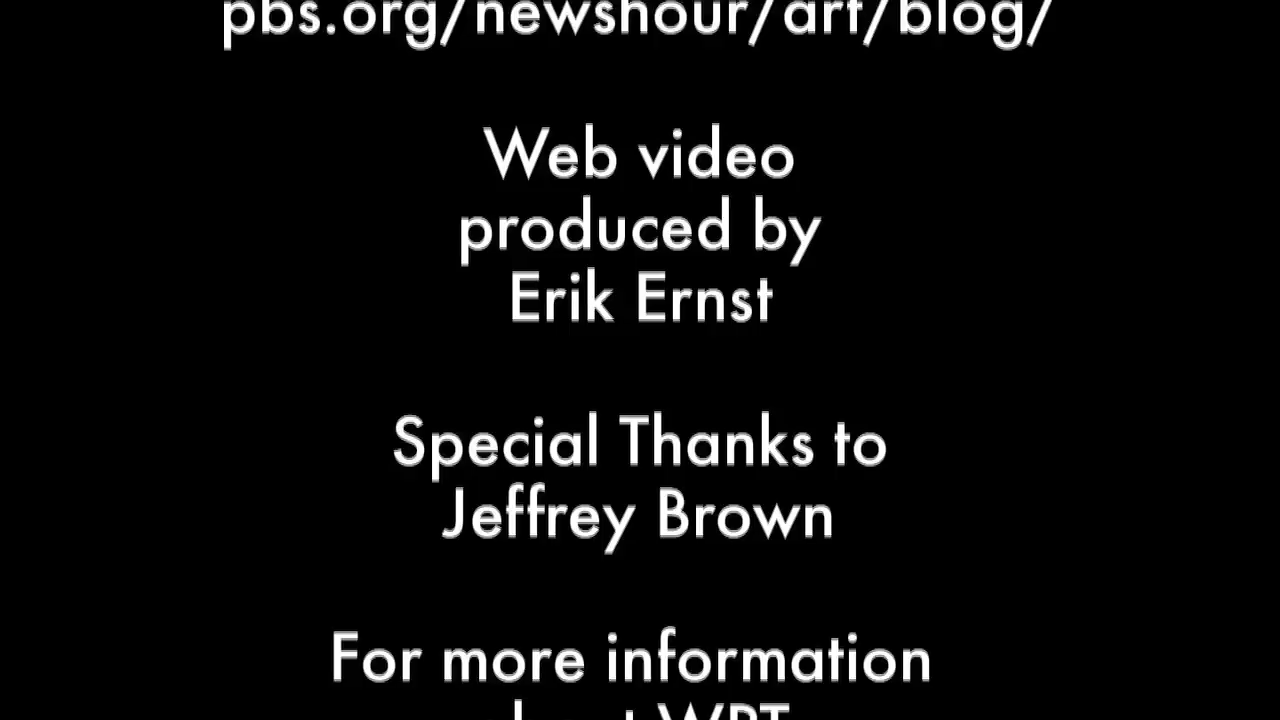 pbs.org/newshour/art/blog/
Web video
produced by
Erik Ernst
Special Thanks to
Jeffrey Brown
For more information